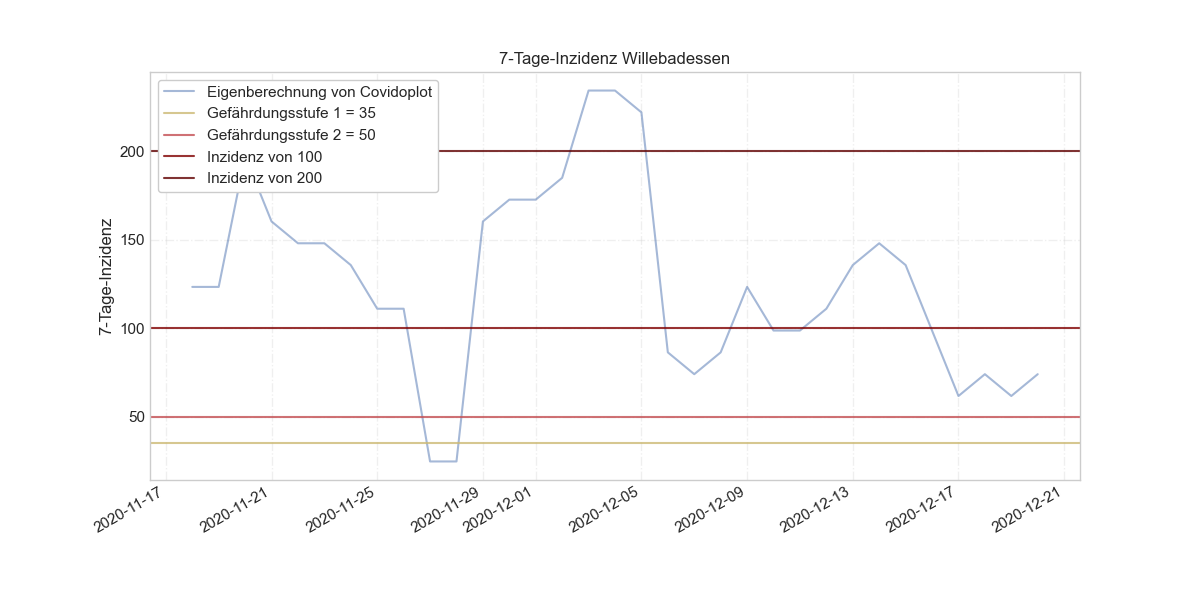 7-Tage-Inzidenz Willebadessen
Eigenberechnung von Covidoplot
Gefährdungsstufe 1 = 35
Gefährdungsstufe 2 = 50
Inzidenz von 100
Inzidenz von 200
7-Tage-Inzidenz
200
150
100
50
2020-11-17
2020-11-21
2020-11-25
2020-11-29
2020-12-01
2020-12-05
2020-12-09
2020-12-13
2020-12-17
2020-12-21